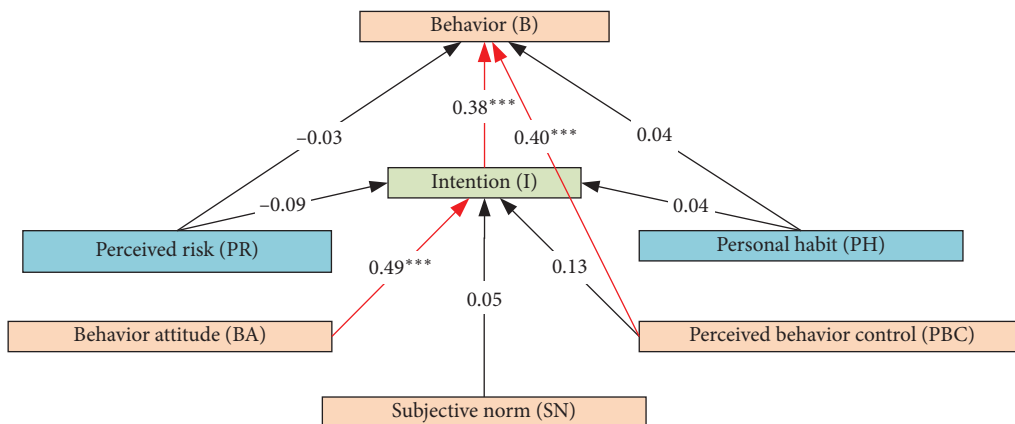 Behavior (B)
0.38***
−0.03
0.40***
0.04
Intention (I)
−0.09
0.04
Perceived risk (PR)
Personal habit (PH)
0.49***
0.13
0.05
Behavior attitude (BA)
Perceived behavior control (PBC)
Subjective norm (SN)